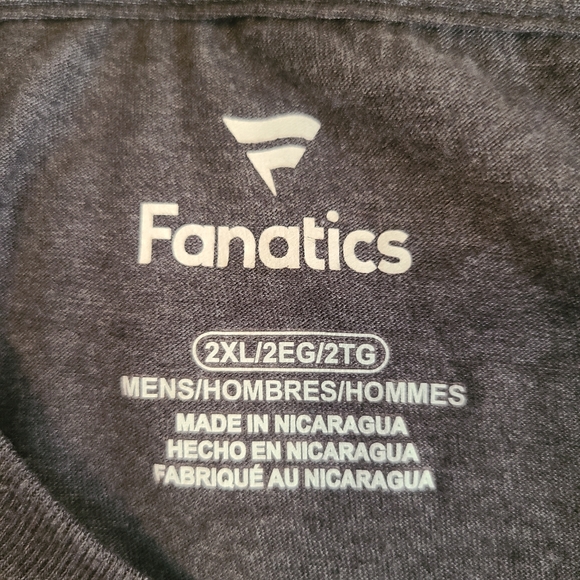 Fanatics
2XL/2EG/2TG
MENS/HOMBRES/HOMMES
MADE IN NICARAGUA
HECHO EN NICARAGUA
FABRIQUÉ AU NICARAGUA